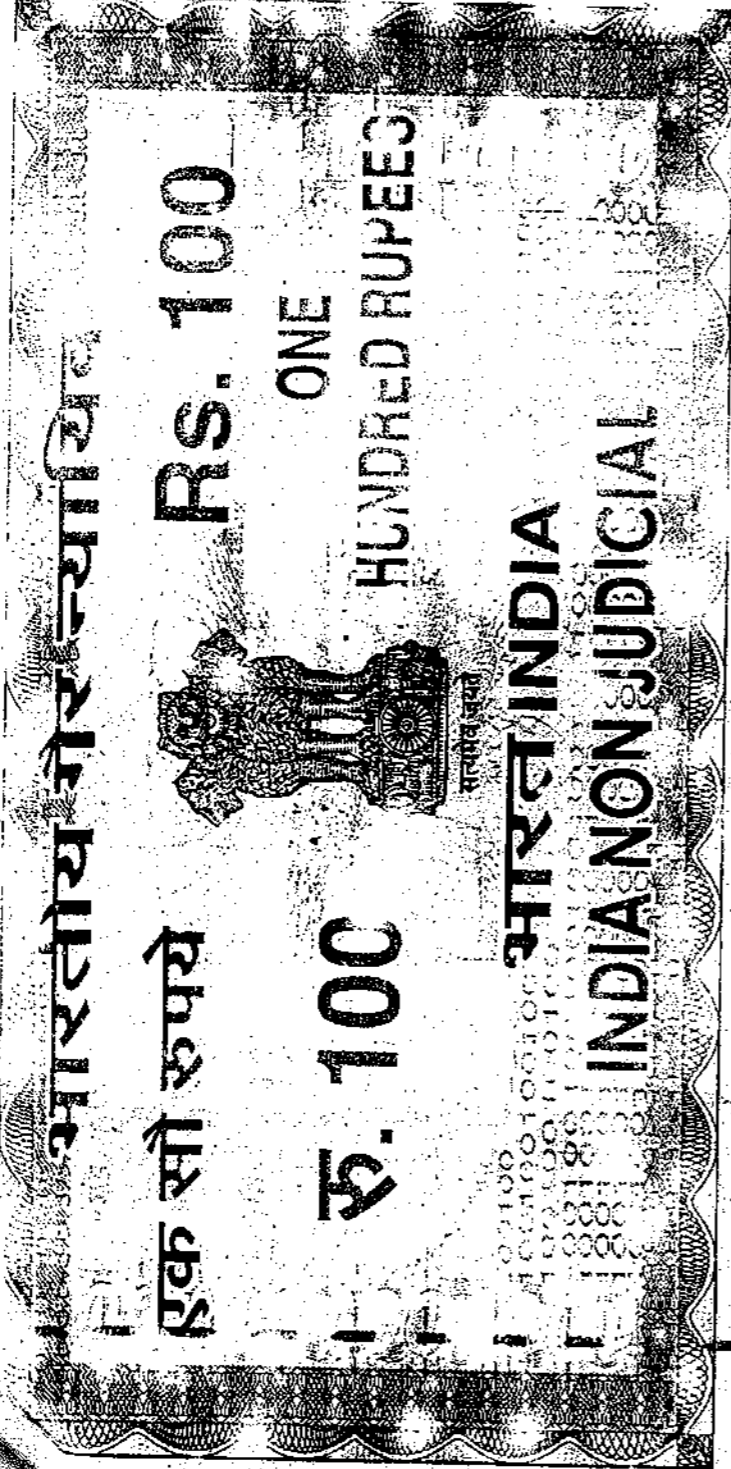 भारतीय गैर न्यायिक
एक सौ रुपये
Rs. 100
रु. 100
ONE
HUNDRED RUPEES
सत्यमेव जयते
भारत INDIA
INDIA NON JUDICIAL